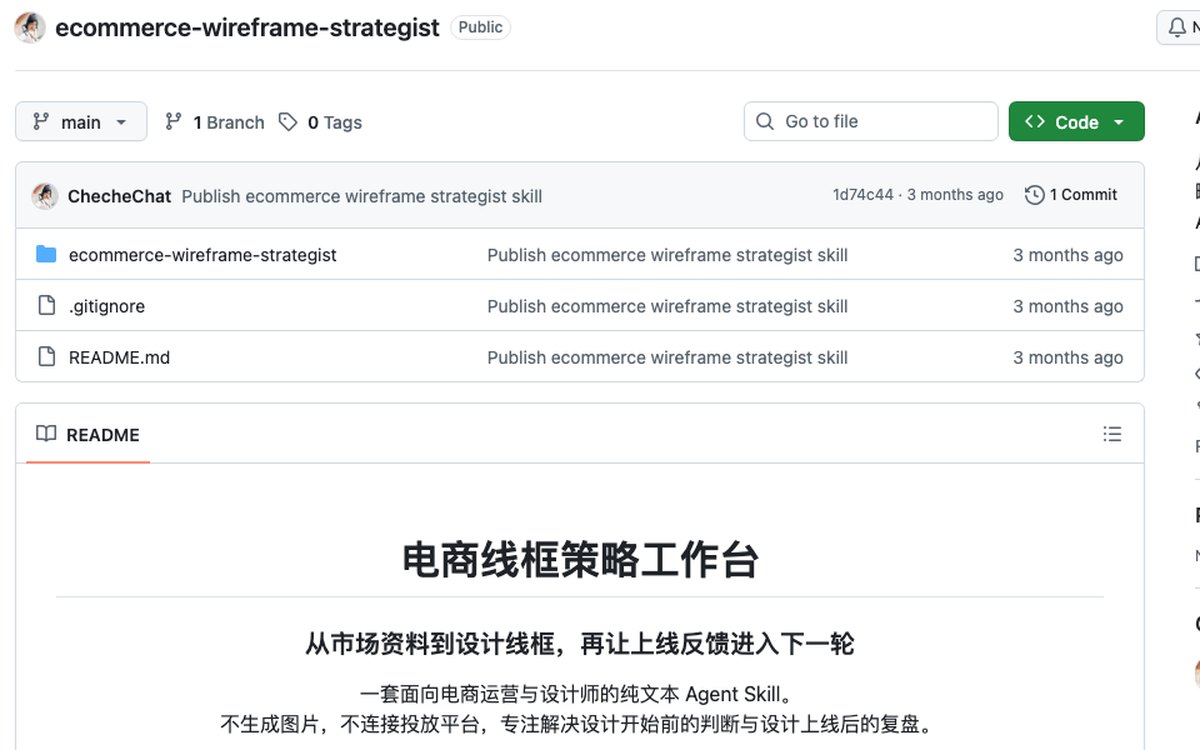 ecommerce-wireframe-strategist Public
main 1 Branch 0 Tags Go to file Code
ChecheChat Publish ecommerce wireframe strategist skill 1d74c44 · 3 months ago 1 Commit
ecommerce-wireframe-strategist Publish ecommerce wireframe strategist skill 3 months ago
.gitignore Publish ecommerce wireframe strategist skill 3 months ago
README.md Publish ecommerce wireframe strategist skill 3 months ago
README
电商线框策略工作台
从市场资料到设计线框，再让上线反馈进入下一轮
一套面向电商运营与设计师的纯文本 Agent Skill。
不生成图片，不连接投放平台，专注解决设计开始前的判断与设计上线后的复盘。